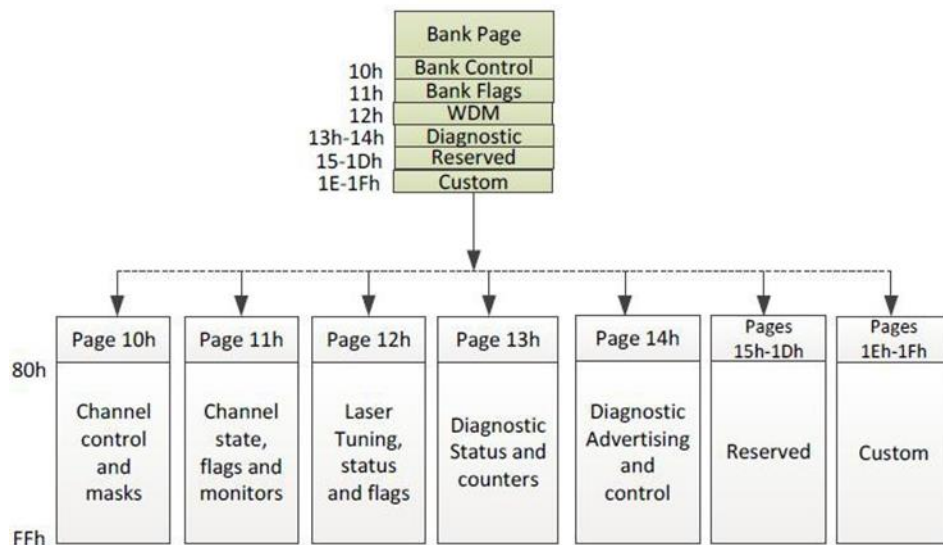 Bank Page
10h Bank Control
11h Bank Flags
12h WDM
13h-14h Diagnostic
15-1Dh Reserved
1E-1Fh Custom
Page 10h
Page 11h
Page 12h
Page 13h
Page 14h
Pages
15h-1Dh
Pages
1Eh-1Fh
80h
Channel
control
and
masks
Channel
state,
flags and
monitors
Laser
Tuning,
status
and flags
Diagnostic
Status and
counters
Diagnostic
Advertising
and
control
Reserved
Custom
FFh